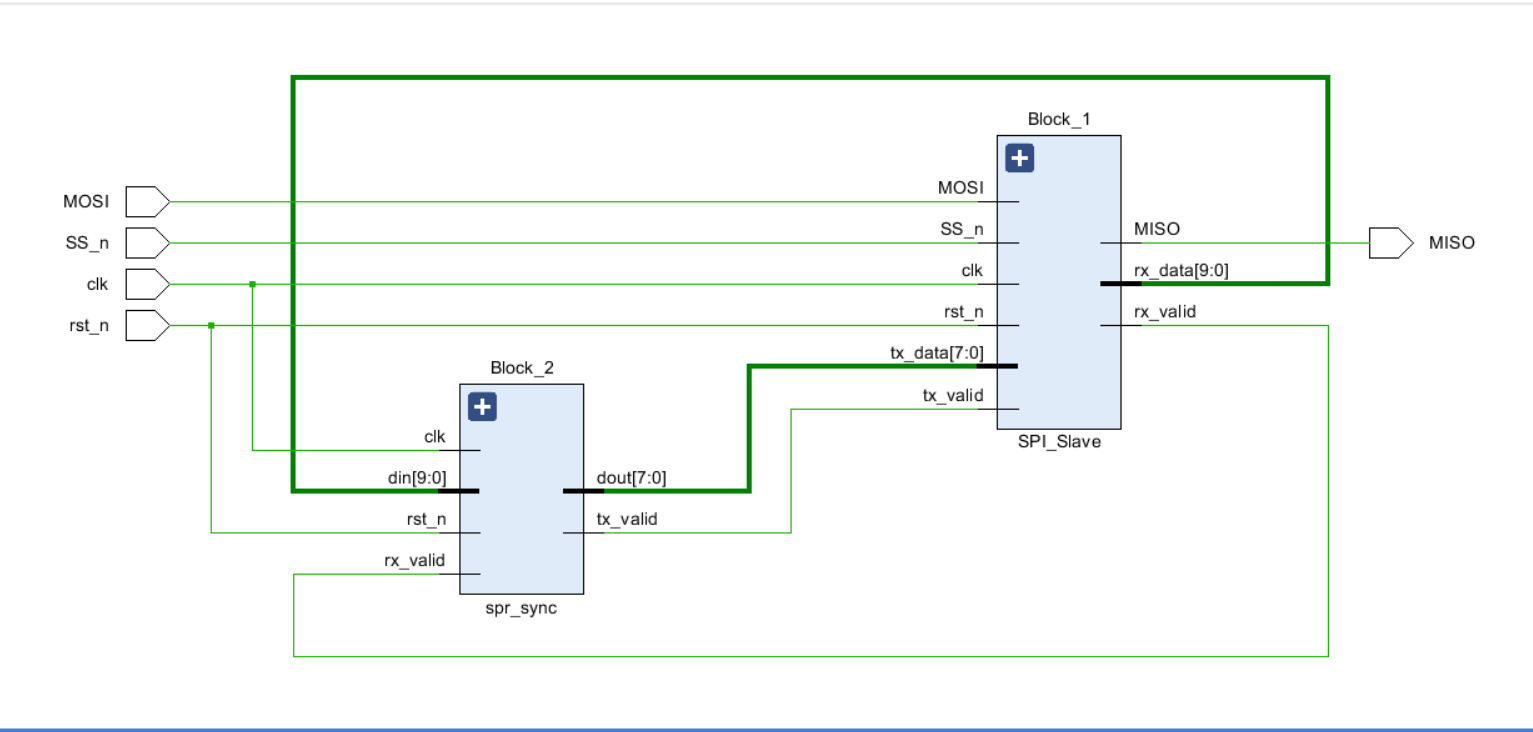 Block_1
MOSI
SS_n
clk
rst_n
MOSI
SS_n
clk
rst_n
tx_data[7:0]
tx_valid
MISO
rx_data[9:0]
rx_valid
SPI_Slave
MISO
Block_2
clk
din[9:0]
rst_n
rx_valid
dout[7:0]
tx_valid
spr_sync